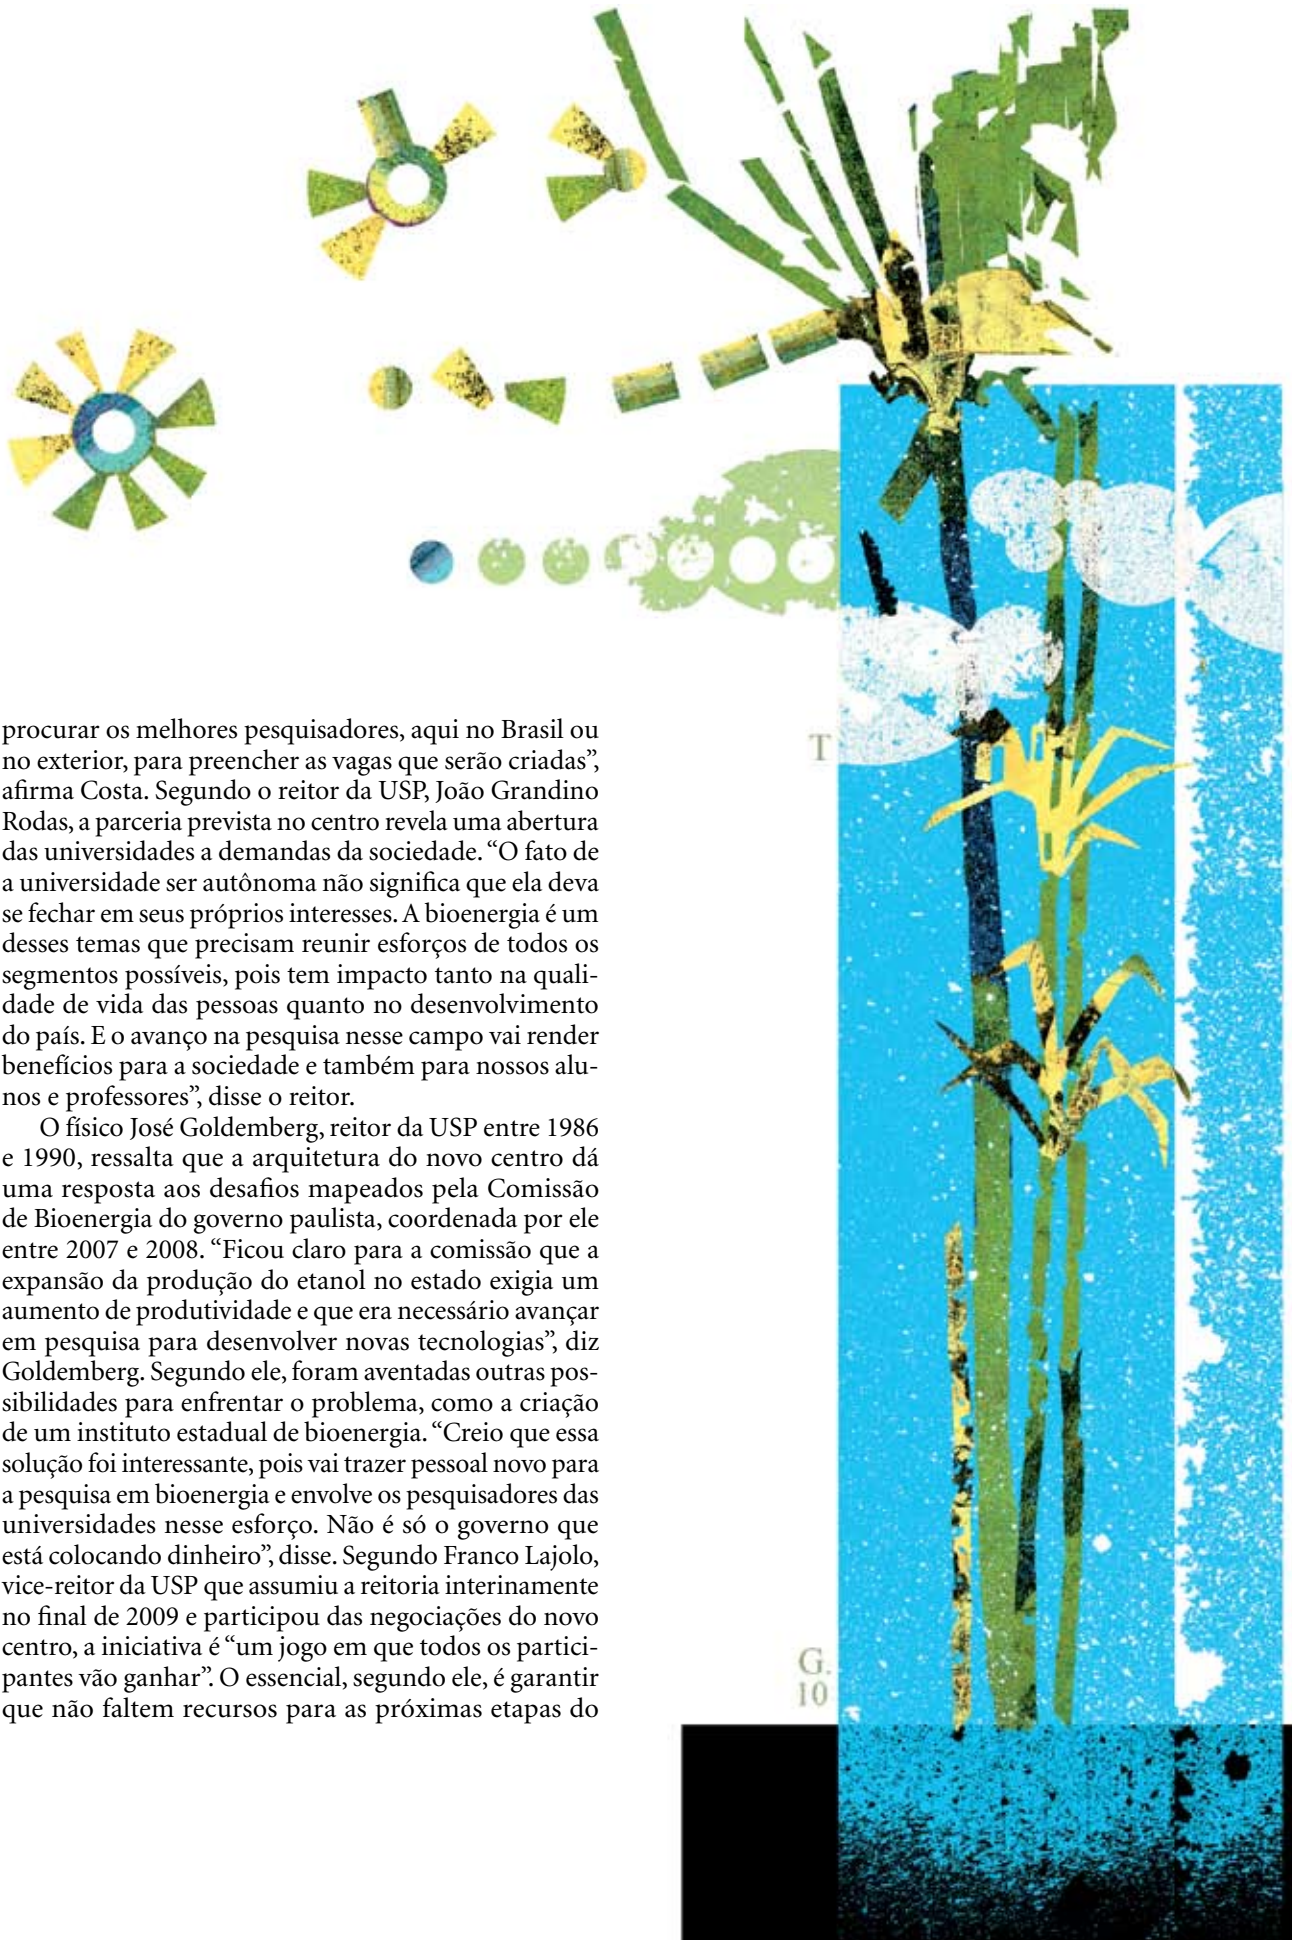 procurar os melhores pesquisadores, aqui no Brasil ou
no exterior, para preencher as vagas que serão criadas”,
afirma Costa. Segundo o reitor da USP, João Grandino
Rodas, a parceria prevista no centro revela uma abertura
das universidades a demandas da sociedade. “O fato de
a universidade ser autônoma não significa que ela deva
se fechar em seus próprios interesses. A bioenergia é um
desses temas que precisam reunir esforços de todos os
segmentos possíveis, pois tem impacto tanto na quali-
dade de vida das pessoas quanto no desenvolvimento
do país. E o avanço na pesquisa nesse campo vai render
benefícios para a sociedade e também para nossos alu-
nos e professores”, disse o reitor.
O físico José Goldemberg, reitor da USP entre 1986
e 1990, ressalta que a arquitetura do novo centro dá
uma resposta aos desafios mapeados pela Comissão
de Bioenergia do governo paulista, coordenada por ele
entre 2007 e 2008. “Ficou claro para a comissão que a
expansão da produção do etanol no estado exigia um
aumento de produtividade e que era necessário avançar
em pesquisa para desenvolver novas tecnologias”, diz
Goldemberg. Segundo ele, foram aventadas outras pos-
sibilidades para enfrentar o problema, como a criação
de um instituto estadual de bioenergia. “Creio que essa
solução foi interessante, pois vai trazer pessoal novo para
a pesquisa em bioenergia e envolve os pesquisadores das
universidades nesse esforço. Não é só o governo que
está colocando dinheiro”, disse. Segundo Franco Lajolo,
vice-reitor da USP que assumiu a reitoria interinamente
no final de 2009 e participou das negociações do novo
centro, a iniciativa é “um jogo em que todos os partici-
pantes vão ganhar”. O essencial, segundo ele, é garantir
que não faltem recursos para as próximas etapas do
T
G.
10